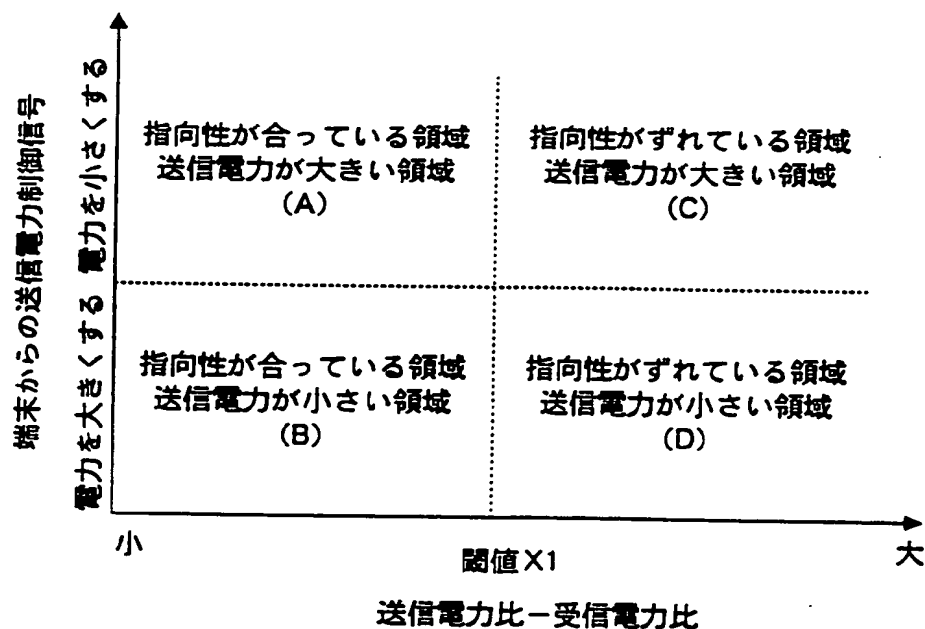 端末からの送信電力制御信号
電力を小さくする
電力を大きくする
指向性が合っている領域
送信電力が大きい領域
(A)
指向性がずれている領域
送信電力が大きい領域
(C)
指向性が合っている領域
送信電力が小さい領域
(B)
指向性がずれている領域
送信電力が小さい領域
(D)
小
閾値X1
大
送信電力比－受信電力比